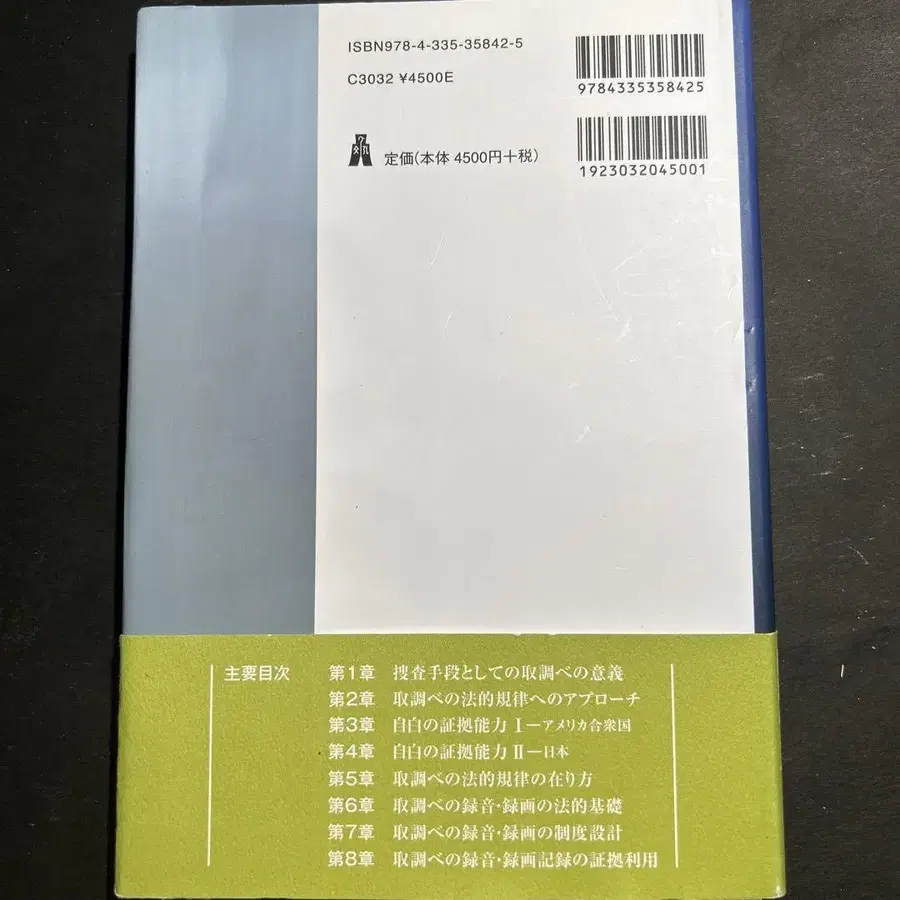 ISBN978-4-335-35842-5
C3032 ¥4500E
9784335358425
定価(本体 4500円+税)
1923032045001
主要目次
第1章 捜査手段としての取調べの意義
第2章 取調べの法的規律へのアプローチ
第3章 自白の証拠能力 Ⅰ—アメリカ合衆国
第4章 自白の証拠能力 Ⅱ—日本
第5章 取調べの法的規律の在り方
第6章 取調べの録音・録画の法的基礎
第7章 取調べの録音・録画の制度設計
第8章 取調べの録音・録画記録の証拠利用